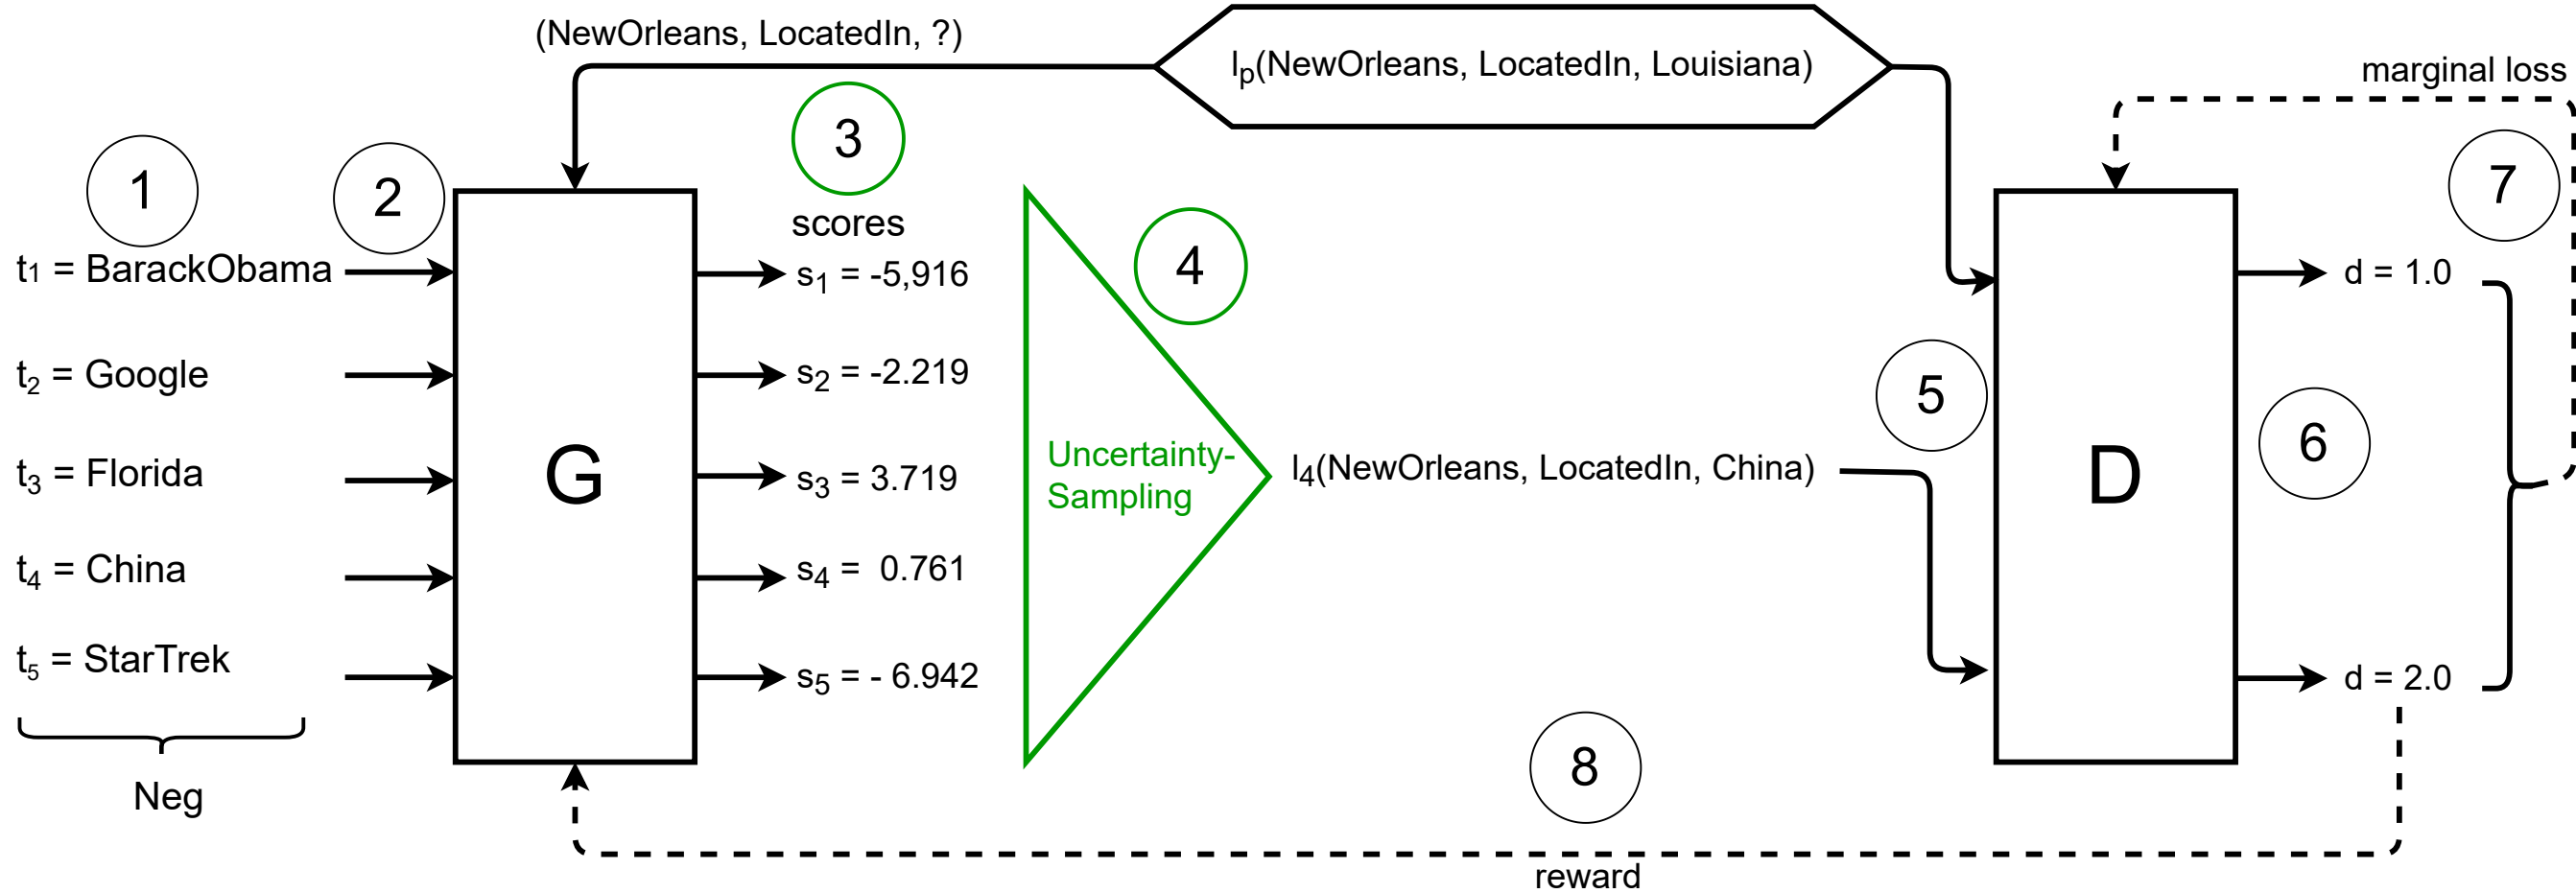 (NewOrleans, LocatedIn, ?)
lp(NewOrleans, LocatedIn, Louisiana)
marginal loss
1
2
3
4
7
scores
t1 = BarackObama
s1 = -5,916
d = 1.0
t2 = Google
s2 = -2.219
5
6
G
D
Uncertainty-
Sampling
t3 = Florida
s3 = 3.719
l4(NewOrleans, LocatedIn, China)
t4 = China
s4 = 0.761
t5 = StarTrek
s5 = - 6.942
d = 2.0
Neg
8
reward